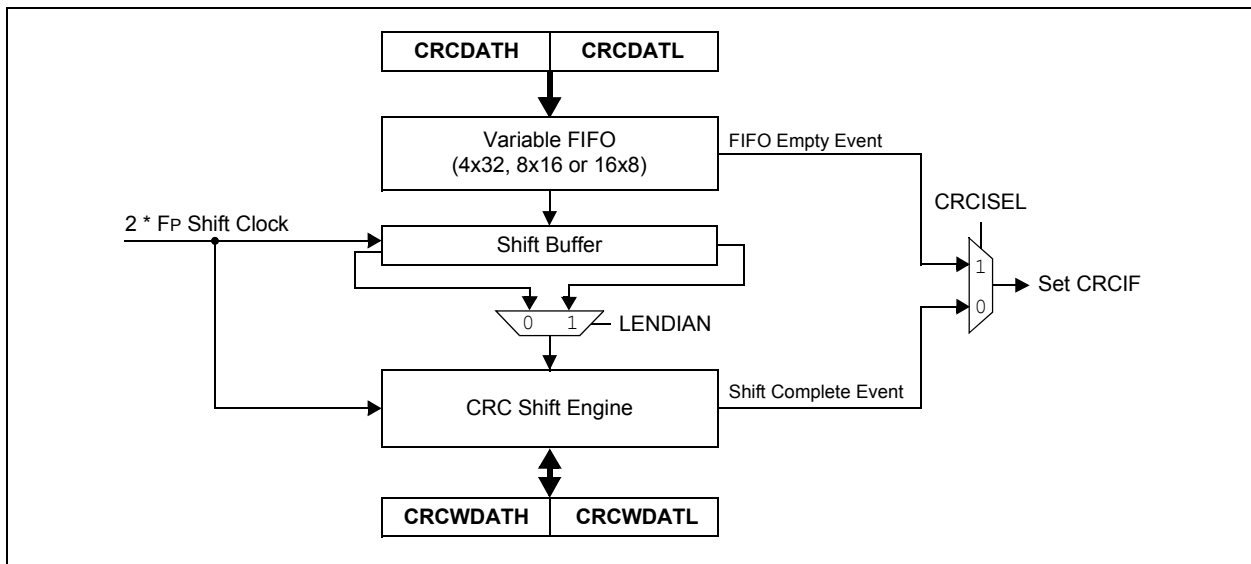 CRCDATH CRCDATL
Variable FIFO
(4x32, 8x16 or 16x8)
FIFO Empty Event
CRCISEL
2 * FP Shift Clock
Shift Buffer
1
Set CRCIF
0
0 1
LENDIAN
CRC Shift Engine
Shift Complete Event
CRCWDATH CRCWDATL